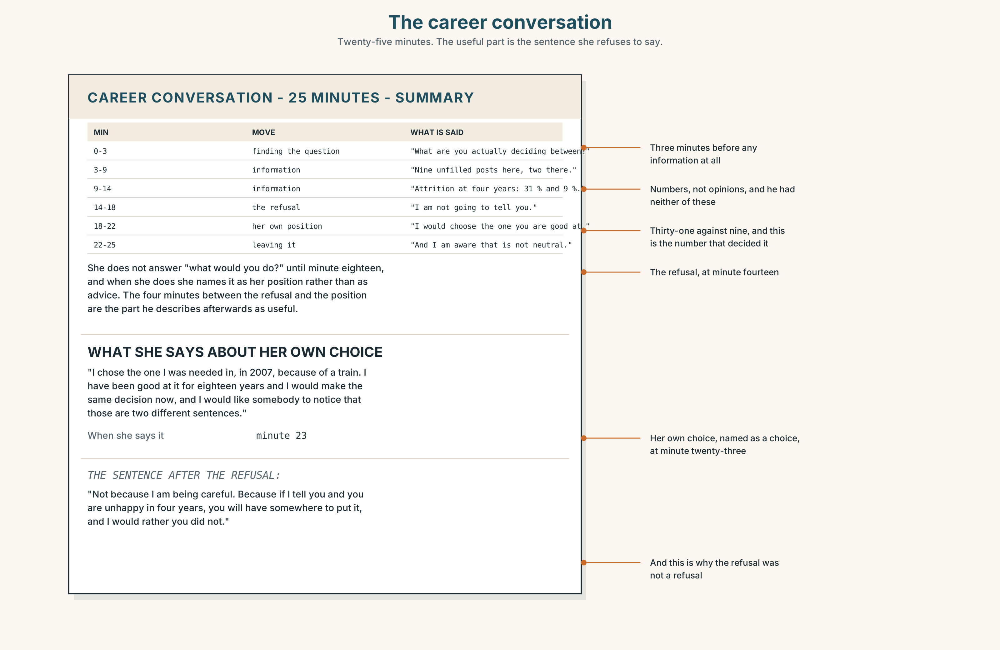 The career conversation
Twenty-five minutes. The useful part is the sentence she refuses to say.
CAREER CONVERSATION - 25 MINUTES - SUMMARY
MIN MOVE WHAT IS SAID
0-3 finding the question "What are you actually deciding between?"
3-9 information "Nine unfilled posts here, two there."
9-14 information "Attrition at four years: 31 % and 9 %."
14-18 the refusal "I am not going to tell you."
18-22 her own position "I would choose the one you are good at."
22-25 leaving it "And I am aware that is not neutral."
She does not answer "what would you do?" until minute eighteen,
and when she does she names it as her position rather than as
advice. The four minutes between the refusal and the position
are the part he describes afterwards as useful.
WHAT SHE SAYS ABOUT HER OWN CHOICE
"I chose the one I was needed in, in 2007, because of a train. I
have been good at it for eighteen years and I would make the
same decision now, and I would like somebody to notice that
those are two different sentences."
When she says it minute 23
THE SENTENCE AFTER THE REFUSAL:
"Not because I am being careful. Because if I tell you and you
are unhappy in four years, you will have somewhere to put it,
and I would rather you did not."
Three minutes before any
information at all
Numbers, not opinions, and he had
neither of these
Thirty-one against nine, and this
is the number that decided it
The refusal, at minute fourteen
Her own choice, named as a choice,
at minute twenty-three
And this is why the refusal was
not a refusal